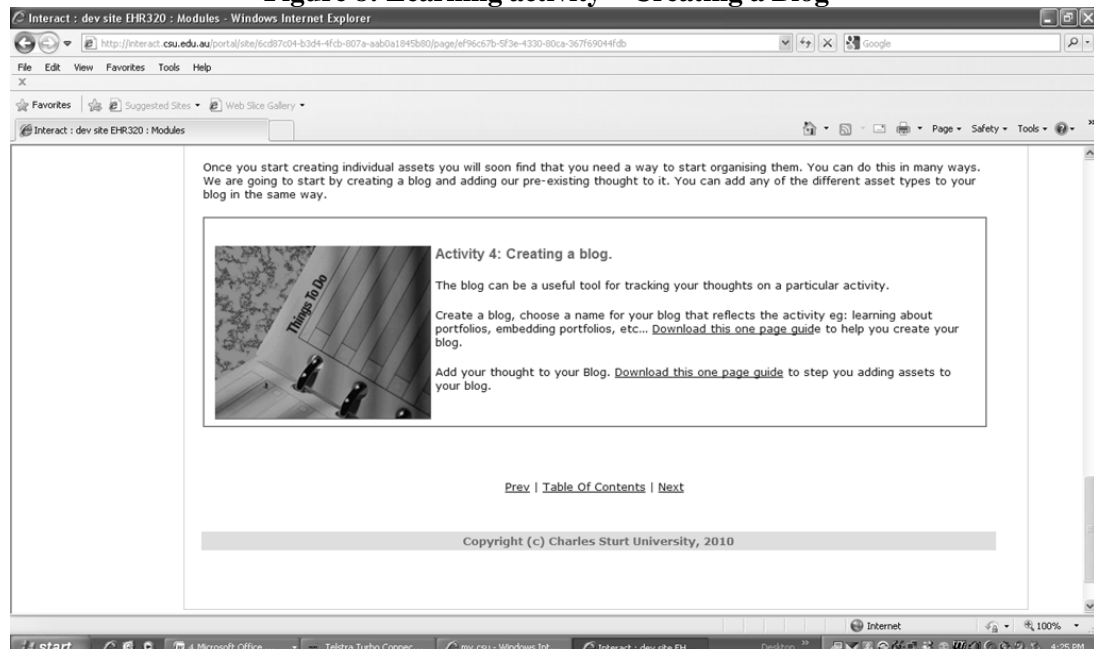 Interact : dev site EHR320 : Modules - Windows Internet Explorer
http://interact.csu.edu.au/portal/site/6cd87c04-b3d4-4fcb-807a-aab0a1845b80/page/ef96c67b-5f3e-4330-80ca-367f69044fdb
Google
File Edit View Favorites Tools Help
X
Favorites Suggested Sites Web Slice Gallery
Interact : dev site EHR320 : Modules Page Safety Tools
Once you start creating individual assets you will soon find that you need a way to start organising them. You can do this in many ways.
We are going to start by creating a blog and adding our pre-existing thought to it. You can add any of the different asset types to your
blog in the same way.
Things To Do
Activity 4: Creating a blog.
The blog can be a useful tool for tracking your thoughts on a particular activity.
Create a blog, choose a name for your blog that reflects the activity eg: learning about
portfolios, embedding portfolios, etc... Download this one page guide to help you create your
blog.
Add your thought to your Blog. Download this one page guide to step you adding assets to
your blog.
Prev | Table Of Contents | Next
Copyright (c) Charles Sturt University, 2010
Internet 100%
start 4 Microsoft Office Telstra Turbo Connec... my.csu - Windows Int... Interact : dev site EH... Desktop 4:25 PM